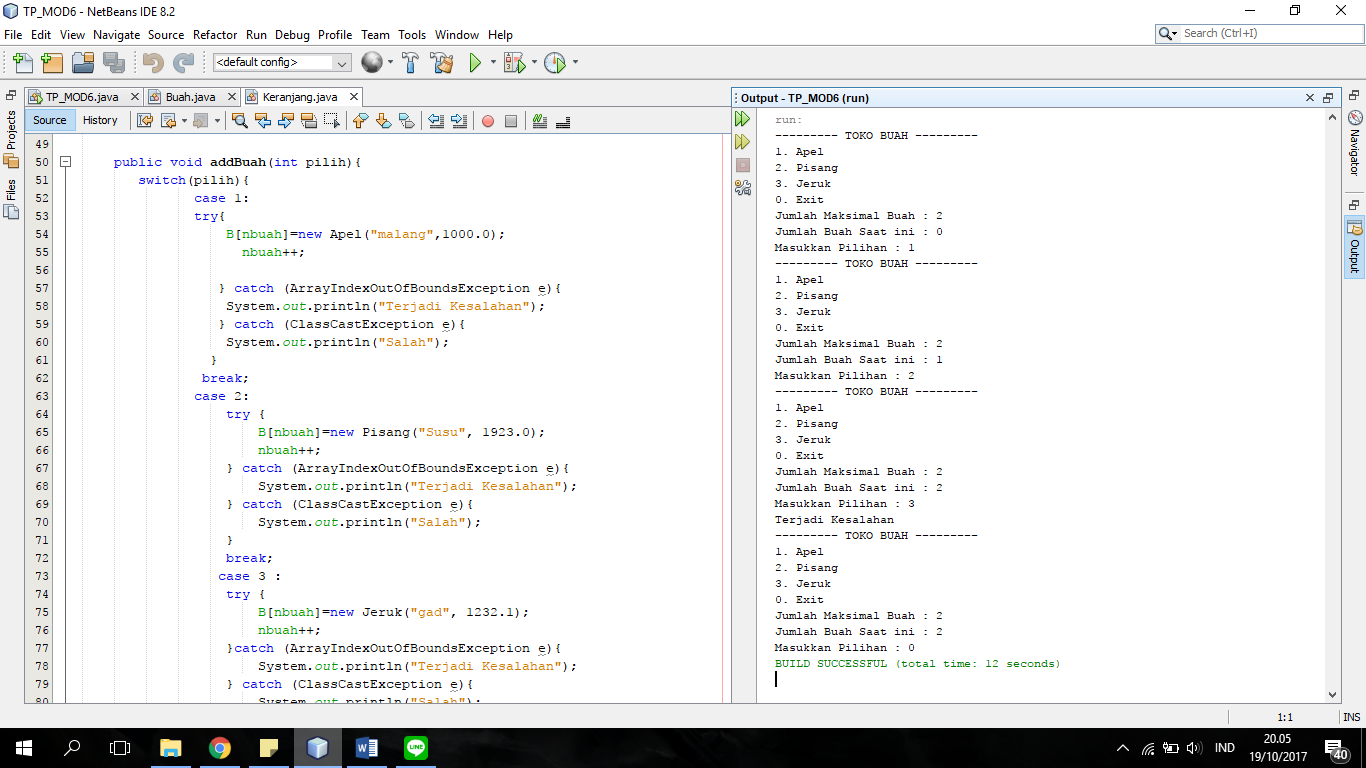 TP_MOD6 - NetBeans IDE 8.2
File Edit View Navigate Source Refactor Run Debug Profile Team Tools Window Help
Search (Ctrl+I)
<default config>
TP_MOD6.java Buah.java Keranjang.java
Source History
Projects
Files
49
50 public void addBuah(int pilih){
51 switch(pilih){
52 case 1:
53 try{
54 B[nbuah]=new Apel("malang",1000.0);
55 nbuah++;
56
57 } catch (ArrayIndexOutOfBoundsException e){
58 System.out.println("Terjadi Kesalahan");
59 } catch (ClassCastException e){
60 System.out.println("Salah");
61 }
62 break;
63 case 2:
64 try {
65 B[nbuah]=new Pisang("Susu", 1923.0);
66 nbuah++;
67 } catch (ArrayIndexOutOfBoundsException e){
68 System.out.println("Terjadi Kesalahan");
69 } catch (ClassCastException e){
70 System.out.println("Salah");
71 }
72 break;
73 case 3 :
74 try {
75 B[nbuah]=new Jeruk("gad", 1232.1);
76 nbuah++;
77 }catch (ArrayIndexOutOfBoundsException e){
78 System.out.println("Terjadi Kesalahan");
79 } catch (ClassCastException e){
80 System.out.println("Salah");
Output - TP_MOD6 (run)
run:
--------- TOKO BUAH ---------
1. Apel
2. Pisang
3. Jeruk
0. Exit
Jumlah Maksimal Buah : 2
Jumlah Buah Saat ini : 0
Masukkan Pilihan : 1
--------- TOKO BUAH ---------
1. Apel
2. Pisang
3. Jeruk
0. Exit
Jumlah Maksimal Buah : 2
Jumlah Buah Saat ini : 1
Masukkan Pilihan : 2
--------- TOKO BUAH ---------
1. Apel
2. Pisang
3. Jeruk
0. Exit
Jumlah Maksimal Buah : 2
Jumlah Buah Saat ini : 2
Masukkan Pilihan : 3
Terjadi Kesalahan
--------- TOKO BUAH ---------
1. Apel
2. Pisang
3. Jeruk
0. Exit
Jumlah Maksimal Buah : 2
Jumlah Buah Saat ini : 2
Masukkan Pilihan : 0
BUILD SUCCESSFUL (total time: 12 seconds)
Navigator
Output
1:1 INS
IND
20.05
19/10/2017
40